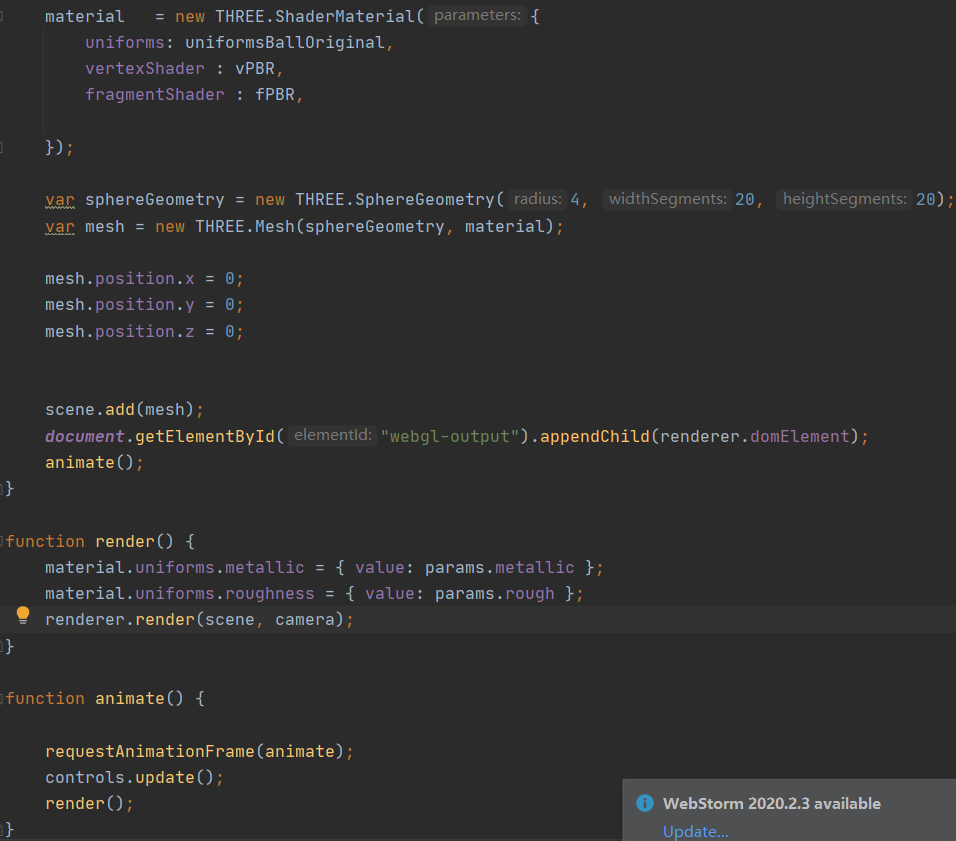 material   = new THREE.ShaderMaterial( parameters: {
    uniforms: uniformsBallOriginal,
    vertexShader : vPBR,
    fragmentShader : fPBR,
});
var sphereGeometry = new THREE.SphereGeometry( radius: 4, widthSegments: 20, heightSegments: 20);
var mesh = new THREE.Mesh(sphereGeometry, material);
mesh.position.x = 0;
mesh.position.y = 0;
mesh.position.z = 0;
scene.add(mesh);
document.getElementById( elementId: "webgl-output").appendChild(renderer.domElement);
animate();
}
function render() {
material.uniforms.metallic = { value: params.metallic };
material.uniforms.roughness = { value: params.rough };
renderer.render(scene, camera);
}
function animate() {
requestAnimationFrame(animate);
controls.update();
render();
}
WebStorm 2020.2.3 available
Update...